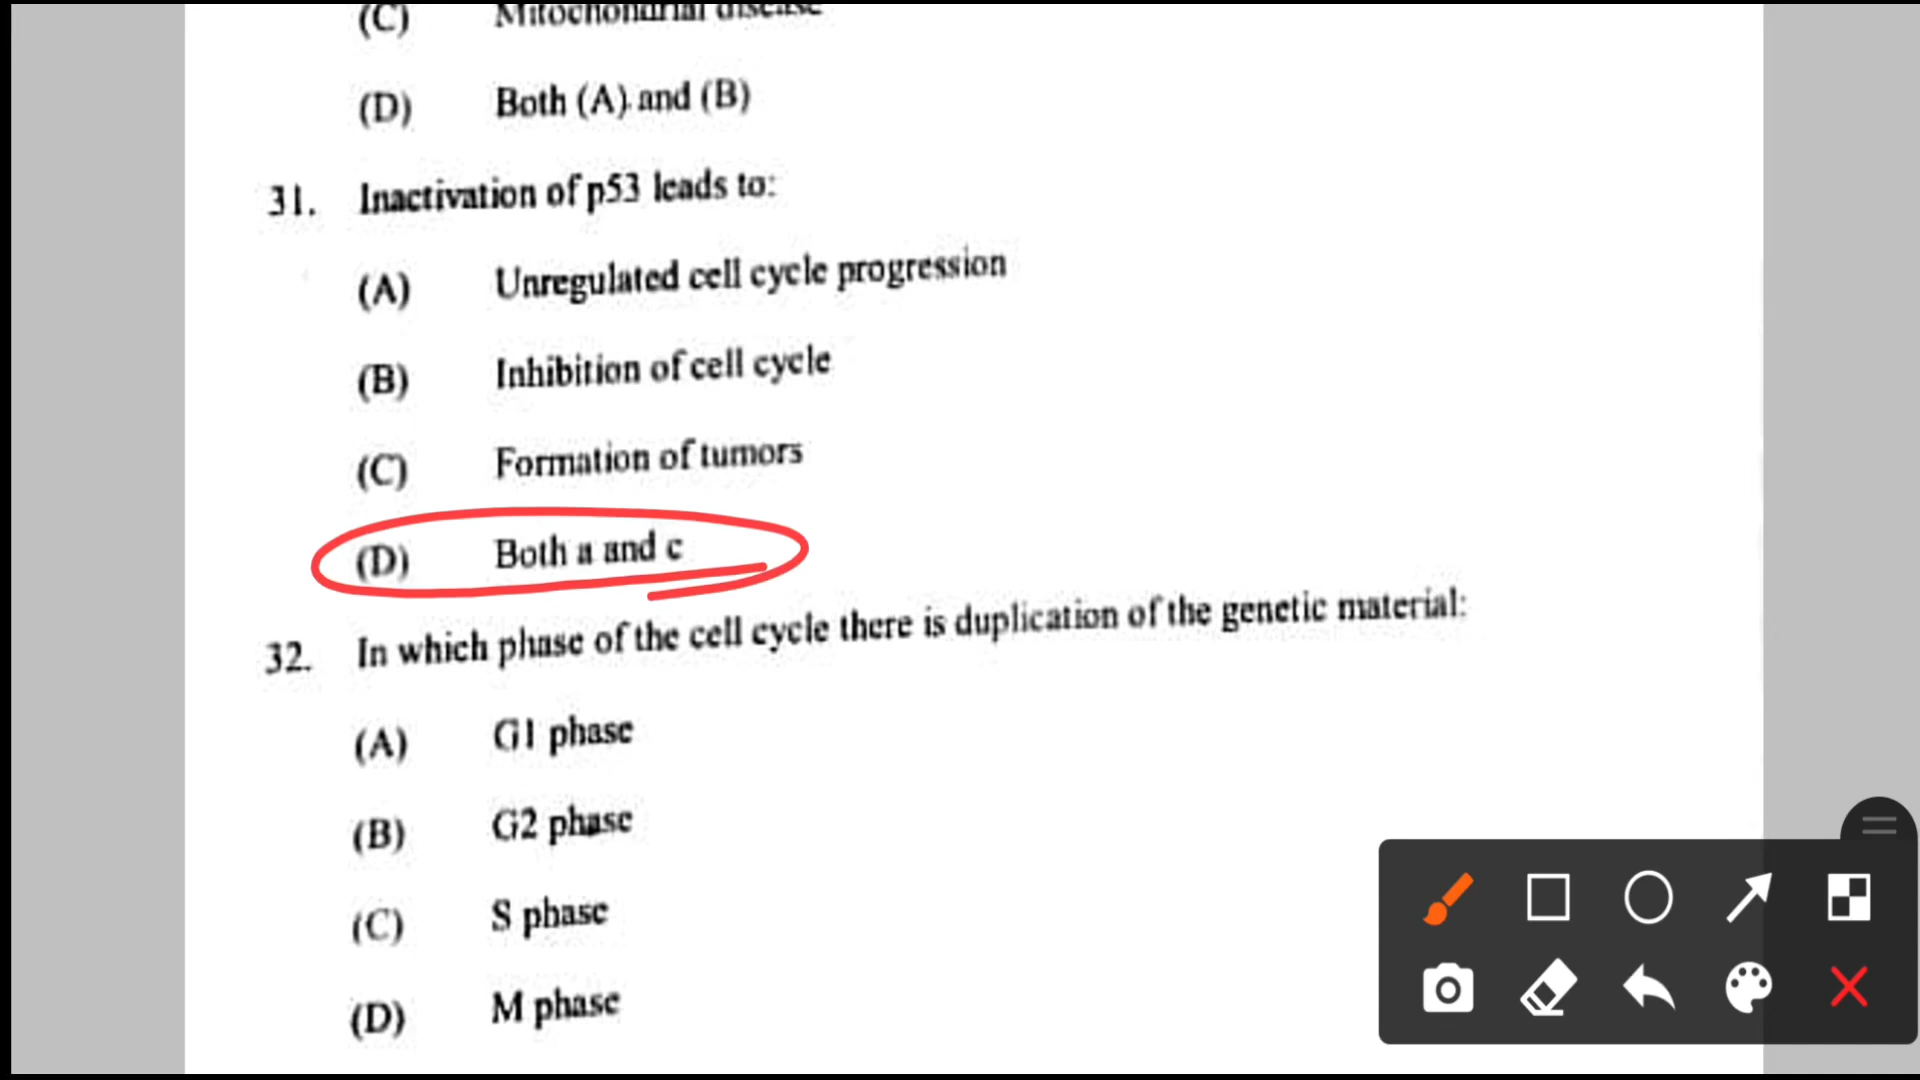 (C) Mitochondrial disease
(D) Both (A) and (B)
31. Inactivation of p53 leads to:
(A) Unregulated cell cycle progression
(B) Inhibition of cell cycle
(C) Formation of tumors
(D) Both a and c
32. In which phase of the cell cycle there is duplication of the genetic material:
(A) G1 phase
(B) G2 phase
(C) S phase
(D) M phase